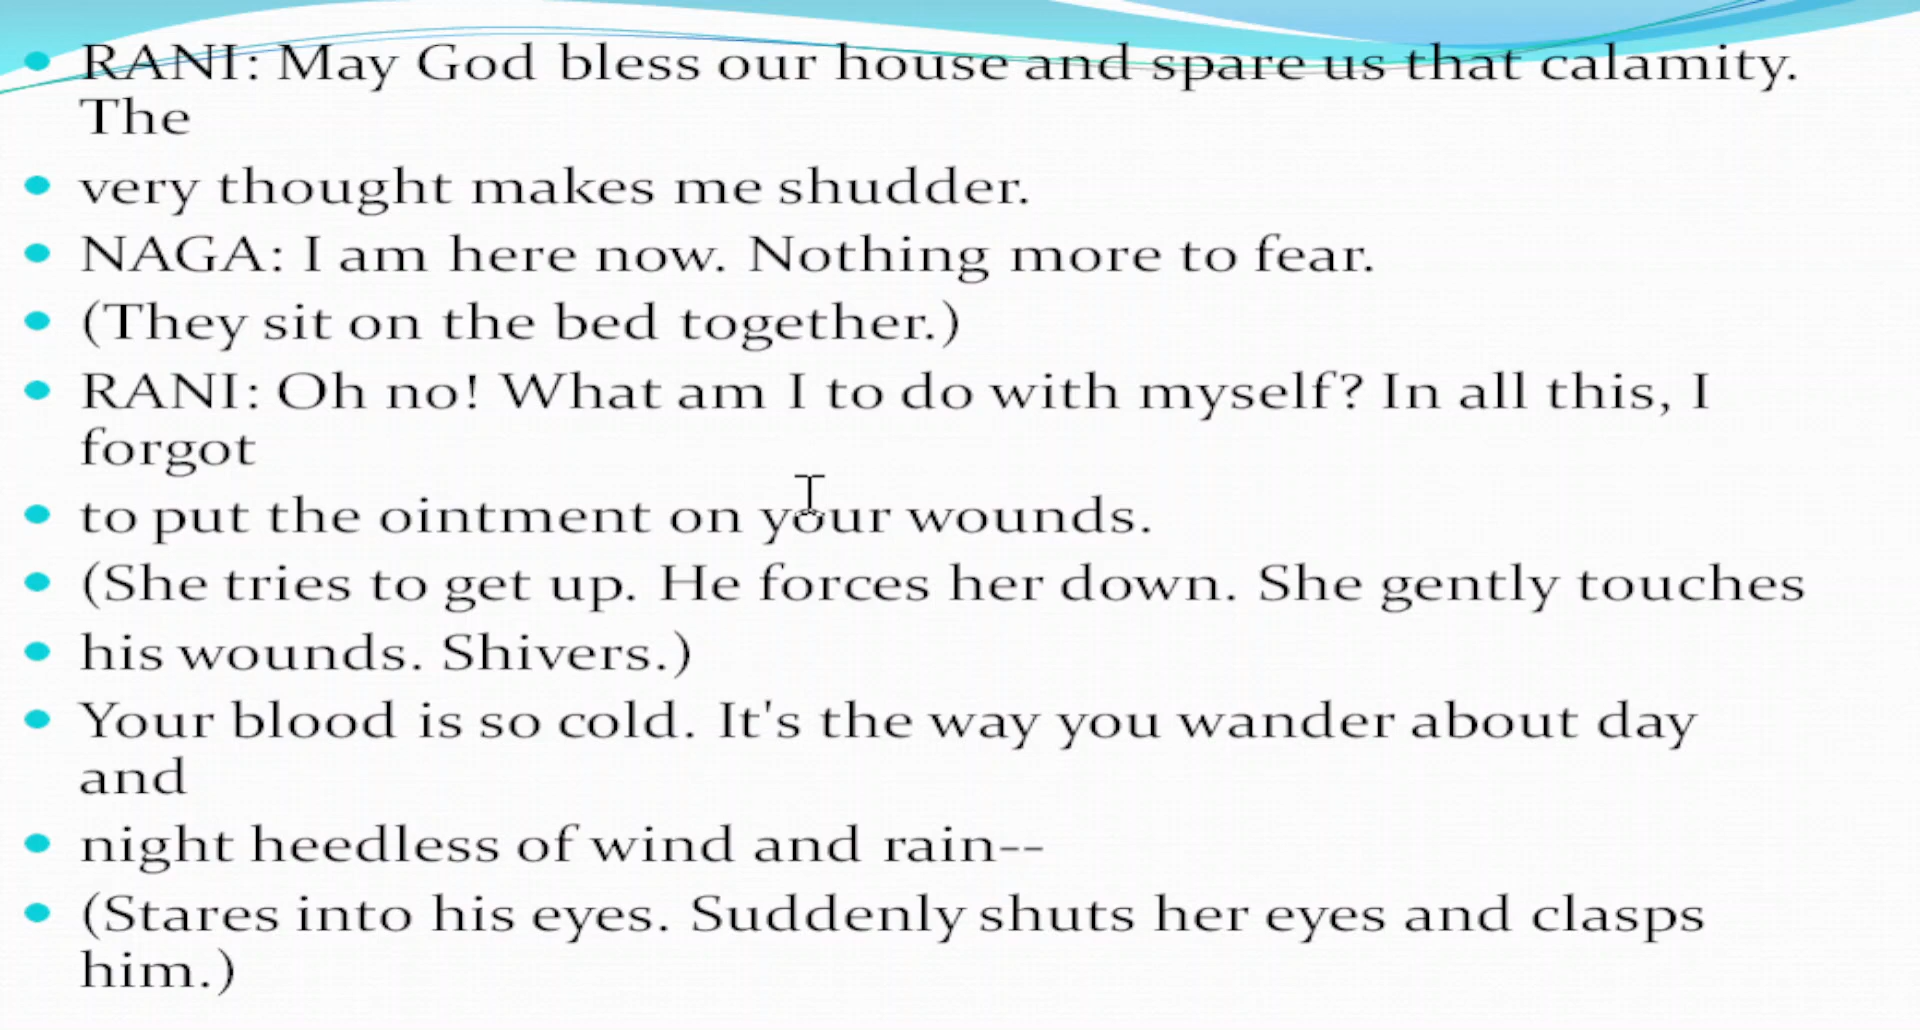 RANI: May God bless our house and spare us that calamity.
The
very thought makes me shudder.
NAGA: I am here now. Nothing more to fear.
(They sit on the bed together.)
RANI: Oh no! What am I to do with myself? In all this, I
forgot
to put the ointment on your wounds.
(She tries to get up. He forces her down. She gently touches
his wounds. Shivers.)
Your blood is so cold. It's the way you wander about day
and
night heedless of wind and rain--
(Stares into his eyes. Suddenly shuts her eyes and clasps
him.)